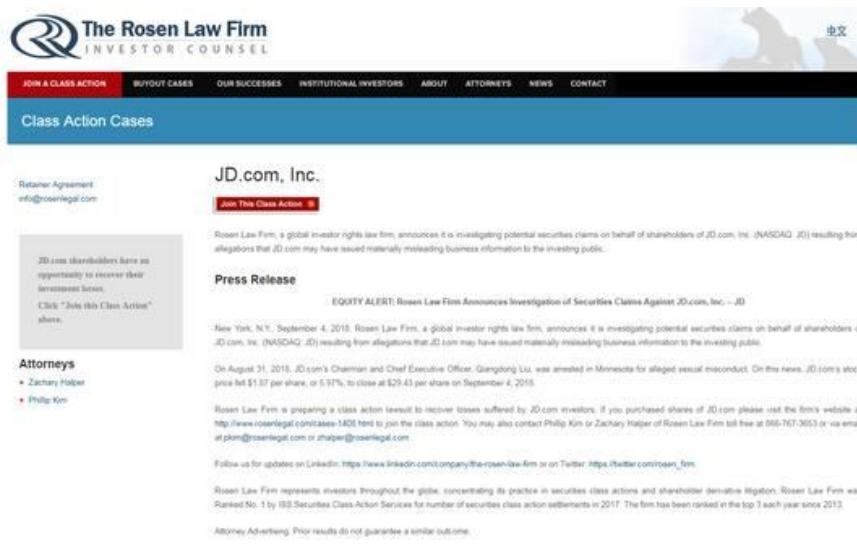 The Rosen Law Firm
INVESTOR COUNSEL
中文
JOIN A CLASS ACTION BUYOUT CASES OUR SUCCESSES INSTITUTIONAL INVESTORS ABOUT ATTORNEYS NEWS CONTACT
Class Action Cases
Retainer Agreement
info@rosenlegal.com
JD.com shareholders have an
opportunity to recover their
investment losses.
Click "Join this Class Action"
above.
Attorneys
Zachary Halper
Phillip Kim
JD.com, Inc.
Join This Class Action
Rosen Law Firm, a global investor rights law firm, announces it is investigating potential securities claims on behalf of shareholders of JD.com, Inc. (NASDAQ: JD) resulting from
allegations that JD.com may have issued materially misleading business information to the investing public.
Press Release
EQUITY ALERT: Rosen Law Firm Announces Investigation of Securities Claims Against JD.com, Inc. – JD
New York, N.Y., September 4, 2018. Rosen Law Firm, a global investor rights law firm, announces it is investigating potential securities claims on behalf of shareholders
JD.com, Inc. (NASDAQ: JD) resulting from allegations that JD.com may have issued materially misleading business information to the investing public.
On August 31, 2018, JD.com's Chairman and Chief Executive Officer, Qiangdong Liu, was arrested in Minnesota for alleged sexual misconduct. On this news, JD.com's stoc
price fell $1.87 per share, or 5.97%, to close at $29.43 per share on September 4, 2018.
Rosen Law Firm is preparing a class action lawsuit to recover losses suffered by JD.com investors. If you purchased shares of JD.com please visit the firm's website a
http://www.rosenlegal.com/cases-1408.html to join the class action. You may also contact Phillip Kim or Zachary Halper of Rosen Law Firm toll free at 866-767-3653 or via ema
at pkim@rosenlegal.com or zhalper@rosenlegal.com.
Follow us for updates on LinkedIn: https://www.linkedin.com/company/the-rosen-law-firm or on Twitter: https://twitter.com/rosen_firm.
Rosen Law Firm represents investors throughout the globe, concentrating its practice in securities class actions and shareholder derivative litigation. Rosen Law Firm wa
Ranked No. 1 by ISS Securities Class Action Services for number of securities class action settlements in 2017. The firm has been ranked in the top 3 each year since 2013.
Attorney Advertising. Prior results do not guarantee a similar outcome.